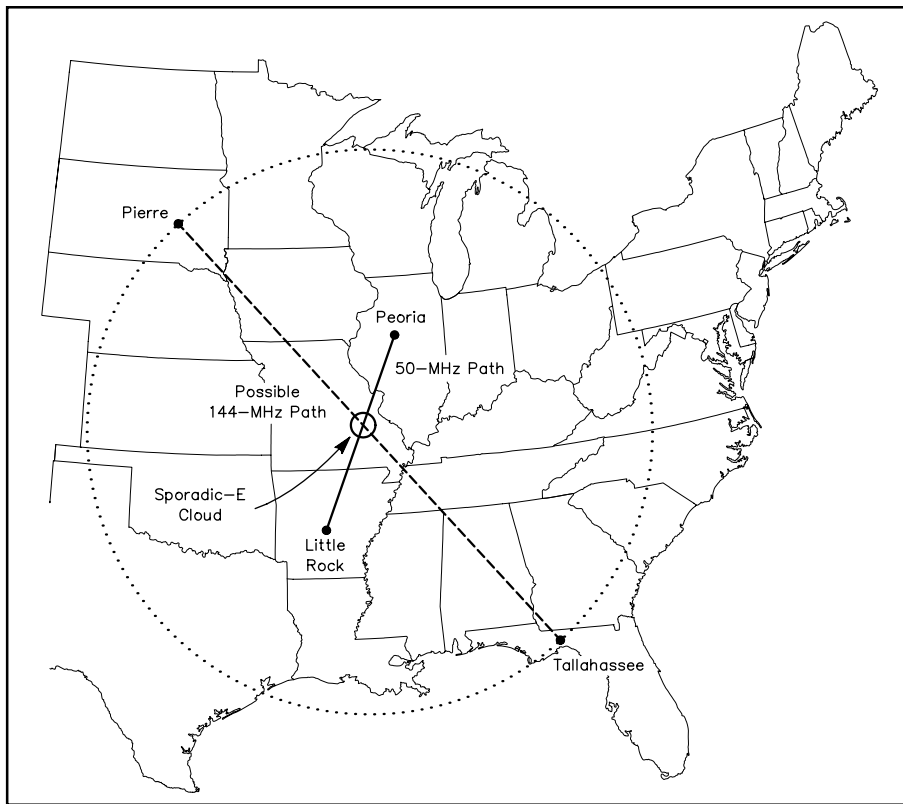 Pierre
Peoria
50-MHz Path
Possible
144-MHz Path
Sporadic-E
Cloud
Little
Rock
Tallahassee